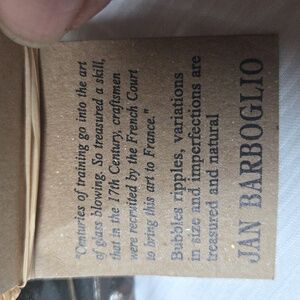 "Centuries of training go into the art
of glass blowing. So treasured a skill,
that in the 17th Century, craftsmen
were recruited by the French Court
to bring this art to France."
Bubbles ripples, variations
in size and imperfections are
treasured and natural
JAN BARBOGLIO